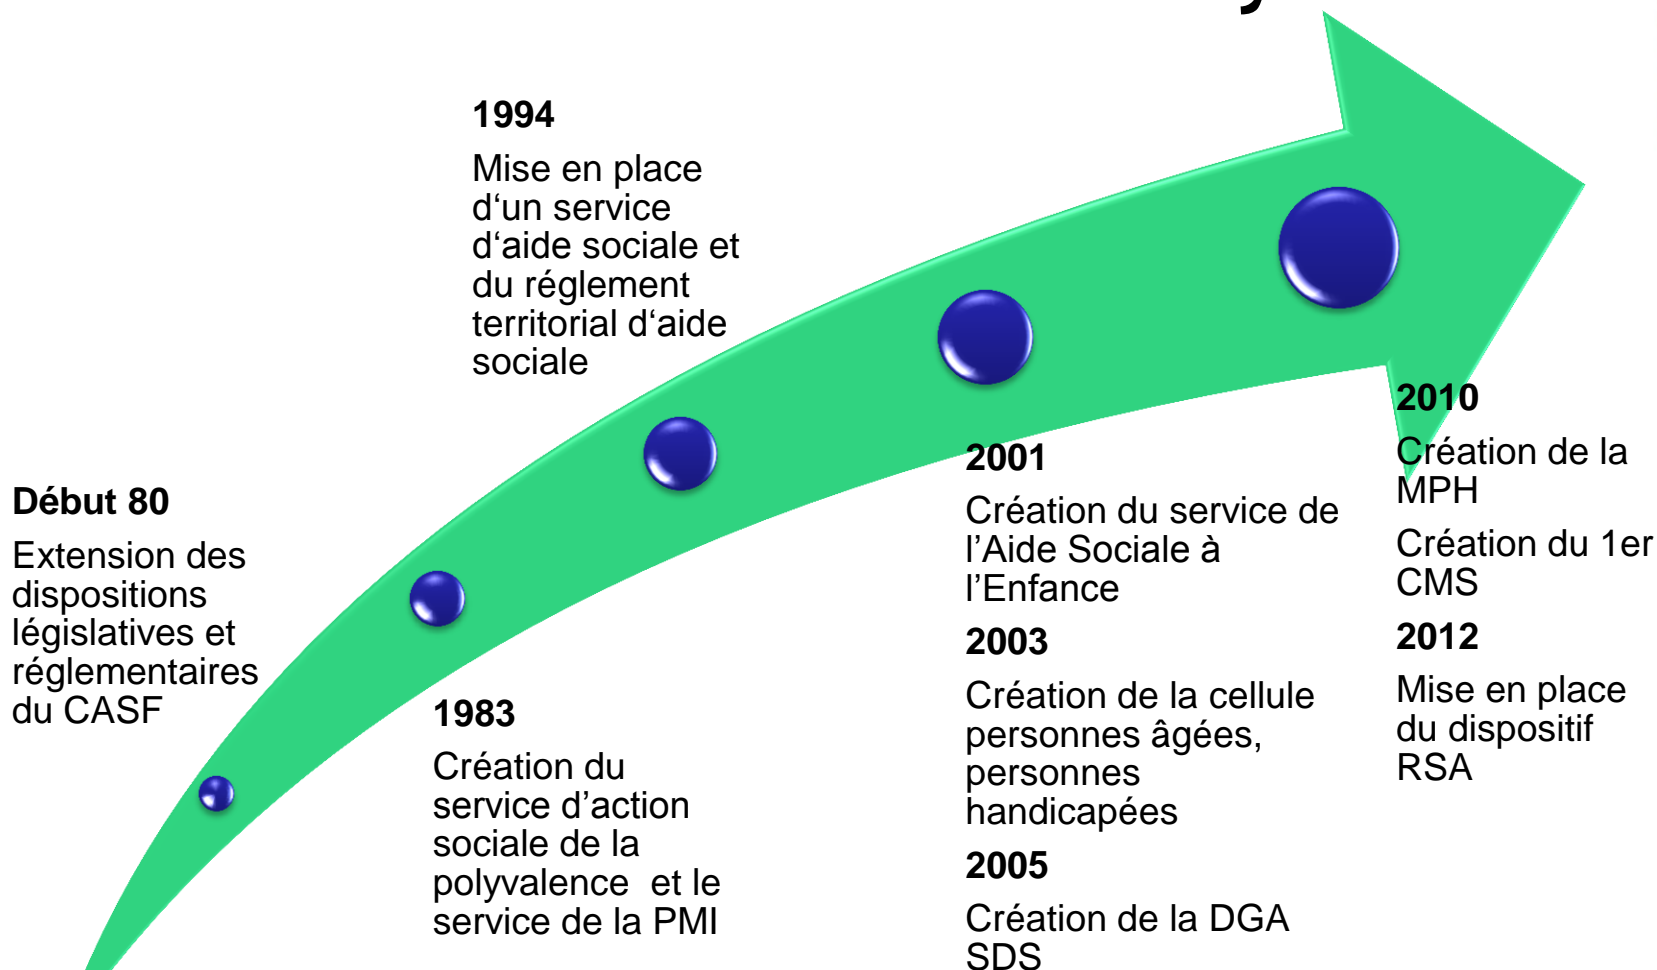 Début 80
Extension des
dispositions
législatives et
réglementaires
du CASF
1983
Création du
service d’action
sociale de la
polyvalence  et le
service de la PMI
1994
Mise en place
d‘un service
d‘aide sociale et
du réglement
territorial d‘aide
sociale
2001
Création du service de
l’Aide Sociale à
l’Enfance
2003
Création de la cellule
personnes âgées,
personnes
handicapées
2005
Création de la DGA
SDS
2010
Création de la
MPH
Création du 1er
CMS
2012
Mise en place
du dispositif
RSA